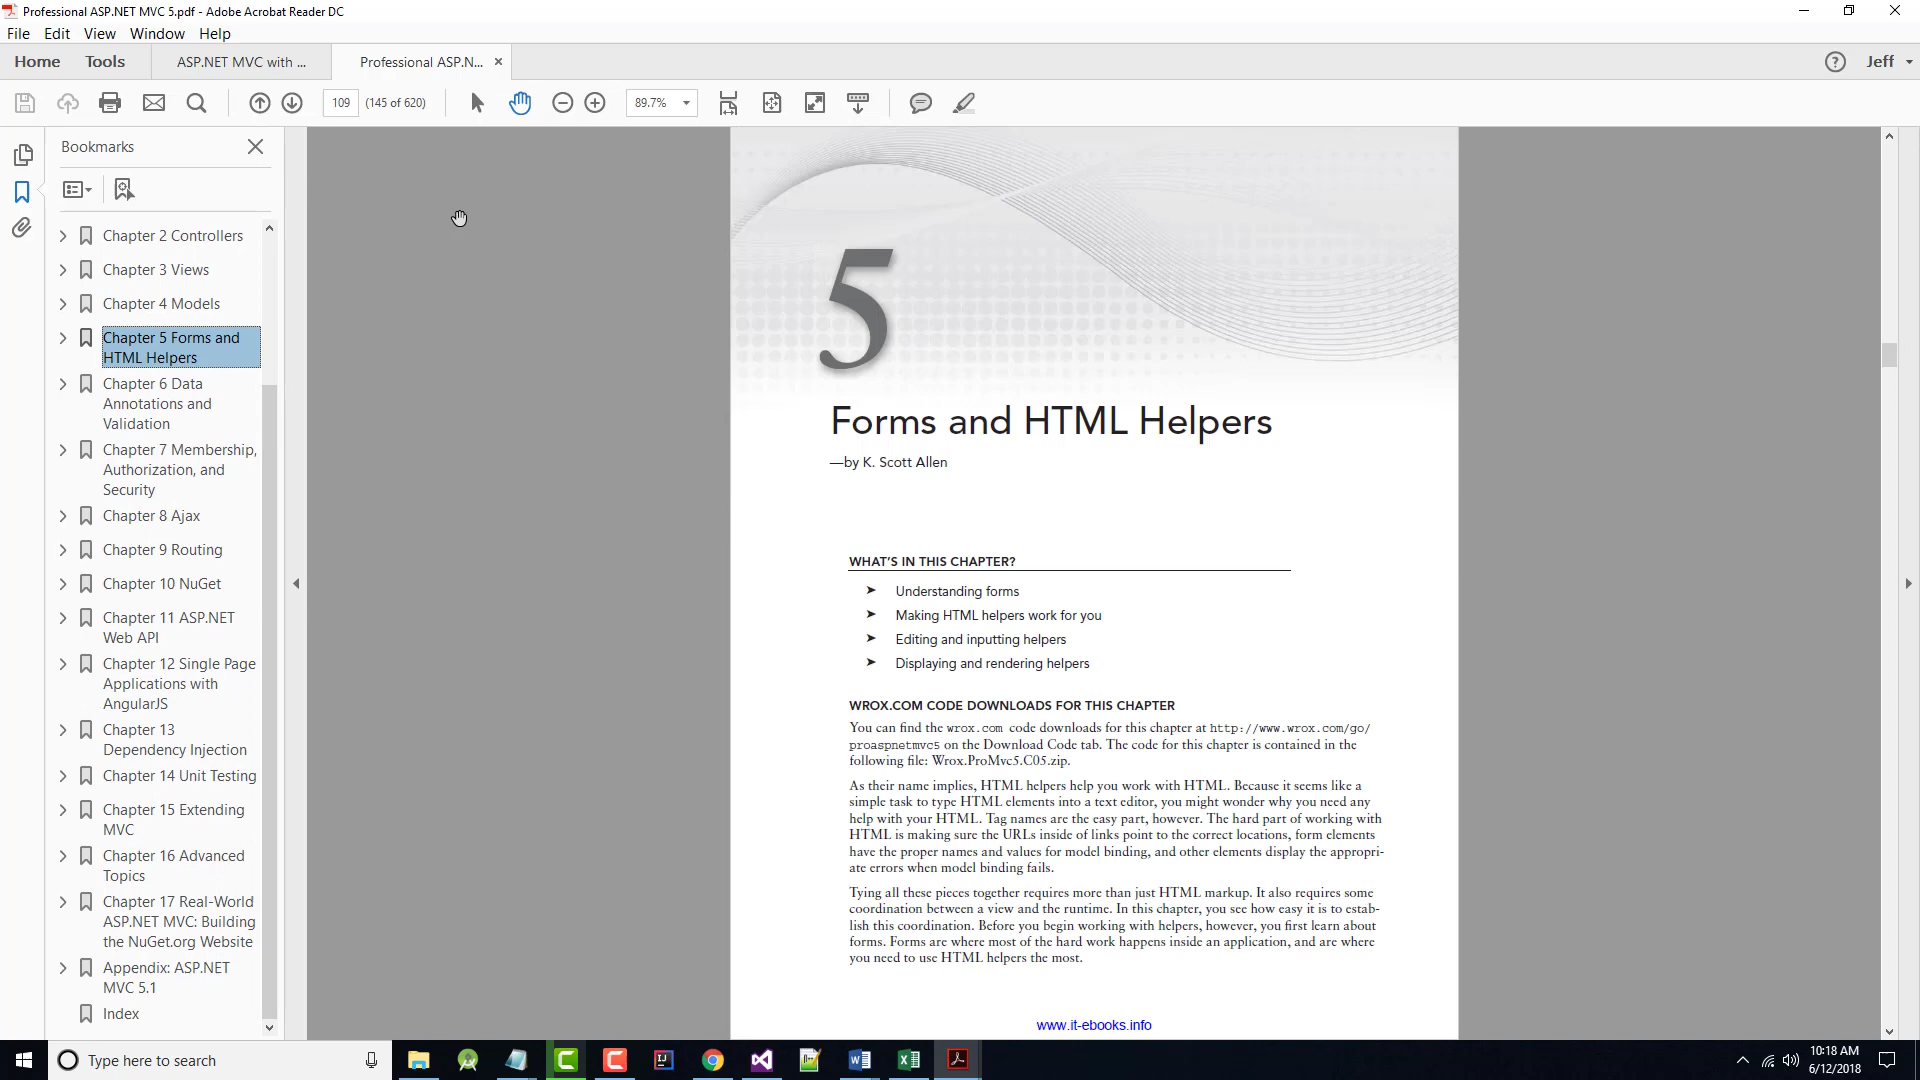 Professional ASP.NET MVC 5.pdf - Adobe Acrobat Reader DC
File Edit View Window Help
Home Tools ASP.NET MVC with ... Professional ASP.N... Jeff
109 (145 of 620) 89.7%
Bookmarks
Chapter 2 Controllers
Chapter 3 Views
Chapter 4 Models
Chapter 5 Forms and
HTML Helpers
Chapter 6 Data
Annotations and
Validation
Chapter 7 Membership,
Authorization, and
Security
Chapter 8 Ajax
Chapter 9 Routing
Chapter 10 NuGet
Chapter 11 ASP.NET
Web API
Chapter 12 Single Page
Applications with
AngularJS
Chapter 13
Dependency Injection
Chapter 14 Unit Testing
Chapter 15 Extending
MVC
Chapter 16 Advanced
Topics
Chapter 17 Real-World
ASP.NET MVC: Building
the NuGet.org Website
Appendix: ASP.NET
MVC 5.1
Index
5
Forms and HTML Helpers
—by K. Scott Allen
WHAT'S IN THIS CHAPTER?
➤ Understanding forms
➤ Making HTML helpers work for you
➤ Editing and inputting helpers
➤ Displaying and rendering helpers
WROX.COM CODE DOWNLOADS FOR THIS CHAPTER
You can find the wrox.com code downloads for this chapter at http://www.wrox.com/go/
proaspnetmvc5 on the Download Code tab. The code for this chapter is contained in the
following file: Wrox.ProMvc5.C05.zip.
As their name implies, HTML helpers help you work with HTML. Because it seems like a
simple task to type HTML elements into a text editor, you might wonder why you need any
help with your HTML. Tag names are the easy part, however. The hard part of working with
HTML is making sure the URLs inside of links point to the correct locations, form elements
have the proper names and values for model binding, and other elements display the appropri-
ate errors when model binding fails.
Tying all these pieces together requires more than just HTML markup. It also requires some
coordination between a view and the runtime. In this chapter, you see how easy it is to estab-
lish this coordination. Before you begin working with helpers, however, you first learn about
forms. Forms are where most of the hard work happens inside an application, and are where
you need to use HTML helpers the most.
www.it-ebooks.info
Type here to search
10:18 AM
6/12/2018